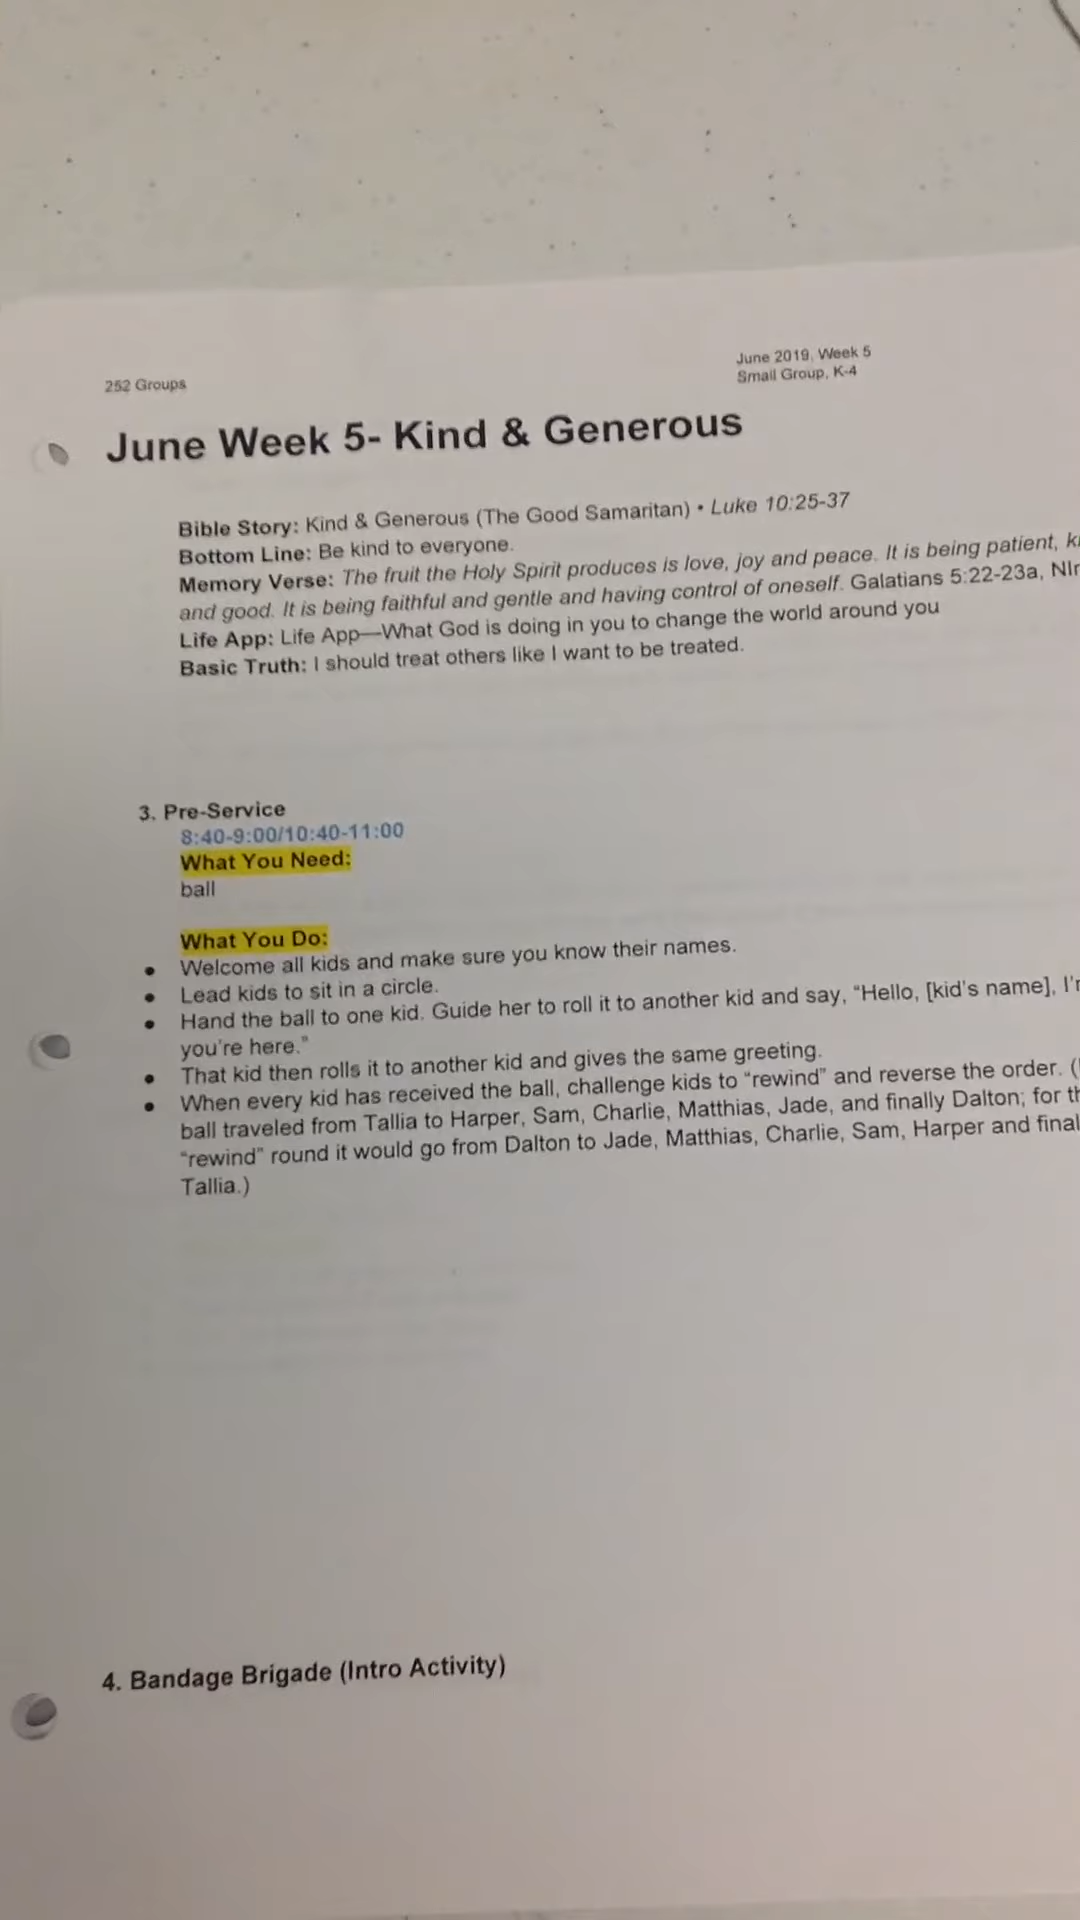 252 Groups
June 2019, Week 5
Small Group, K-4
June Week 5- Kind & Generous
Bible Story: Kind & Generous (The Good Samaritan) • Luke 10:25-37
Bottom Line: Be kind to everyone.
Memory Verse: The fruit the Holy Spirit produces is love, joy and peace. It is being patient,
and good. It is being faithful and gentle and having control of oneself. Galatians 5:22-23a,
Life App: Life App—What God is doing in you to change the world around you
Basic Truth: I should treat others like I want to be treated.
3. Pre-Service
8:40-9:00/10:40-11:00
What You Need:
ball
What You Do:
• Welcome all kids and make sure you know their names.
• Lead kids to sit in a circle.
• Hand the ball to one kid. Guide her to roll it to another kid and say, “Hello, [kid’s name],
you’re here.”
• That kid then rolls it to another kid and gives the same greeting.
• When every kid has received the ball, challenge kids to “rewind” and reverse the order. (
ball traveled from Tallia to Harper, Sam, Charlie, Matthias, Jade, and finally Dalton; for
“rewind” round it would go from Dalton to Jade, Matthias, Charlie, Sam, Harper and
Tallia.)
4. Bandage Brigade (Intro Activity)